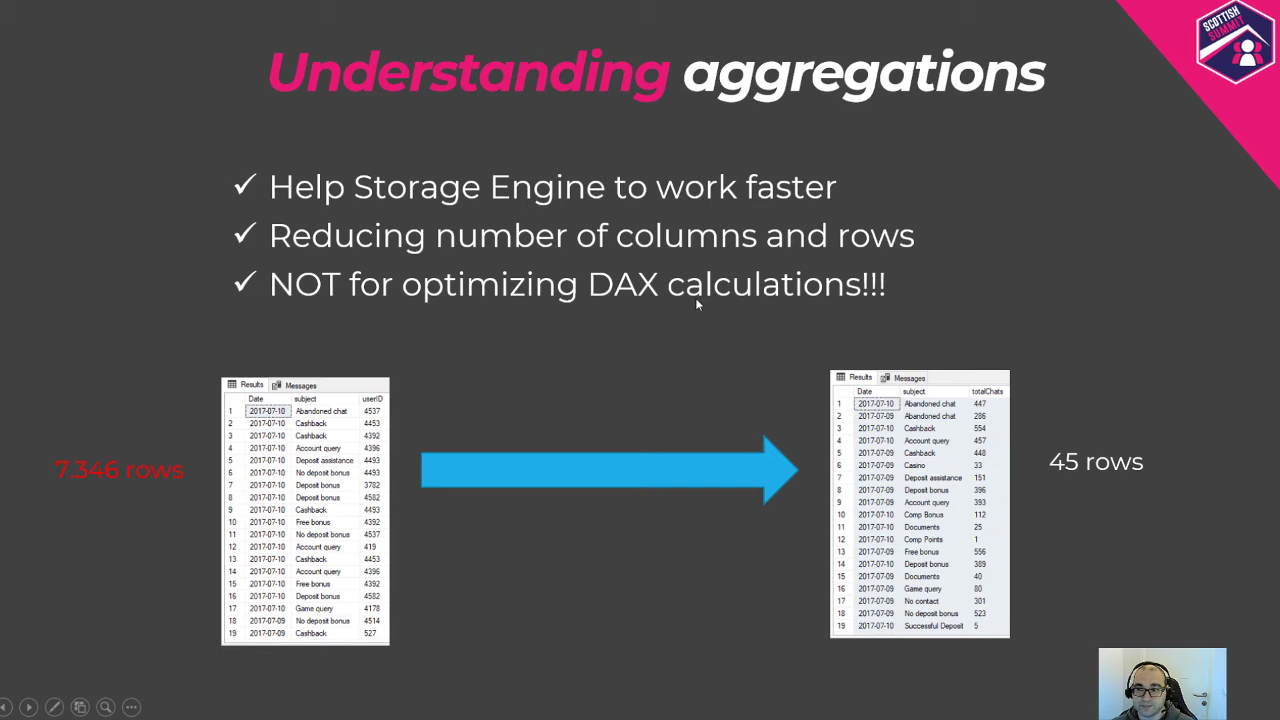 SCOTTISH
SUMMIT
Understanding aggregations
✓ Help Storage Engine to work faster
✓ Reducing number of columns and rows
✓ NOT for optimizing DAX calculations!!!
7.346 rows
Results Messages
Date subject userID
1 2017-07-10 Abandoned chat 4537
2 2017-07-10 Cashback 4453
3 2017-07-10 Cashback 4392
4 2017-07-10 Account query 4396
5 2017-07-10 Deposit assistance 4493
6 2017-07-10 No deposit bonus 4493
7 2017-07-10 Deposit bonus 3782
8 2017-07-10 Deposit bonus 4582
9 2017-07-10 Cashback 4493
10 2017-07-10 Free bonus 4392
11 2017-07-10 No deposit bonus 4537
12 2017-07-10 Account query 419
13 2017-07-10 Cashback 4453
14 2017-07-10 Account query 4396
15 2017-07-10 Free bonus 4392
16 2017-07-10 Deposit bonus 4582
17 2017-07-10 Game query 4178
18 2017-07-09 No deposit bonus 4514
19 2017-07-09 Cashback 527
Results Messages
Date subject totalChats
1 2017-07-10 Abandoned chat 447
2 2017-07-09 Abandoned chat 286
3 2017-07-10 Cashback 554
4 2017-07-10 Account query 457
5 2017-07-09 Cashback 448
6 2017-07-09 Casino 33
7 2017-07-10 Deposit assistance 151
8 2017-07-09 Deposit bonus 396
9 2017-07-09 Account query 393
10 2017-07-10 Comp Bonus 112
11 2017-07-10 Documents 25
12 2017-07-10 Comp Points 1
13 2017-07-09 Free bonus 556
14 2017-07-10 Deposit bonus 389
15 2017-07-09 Documents 40
16 2017-07-09 Game query 80
17 2017-07-09 No contact 301
18 2017-07-09 No deposit bonus 523
19 2017-07-10 Successful Deposit 5
45 rows